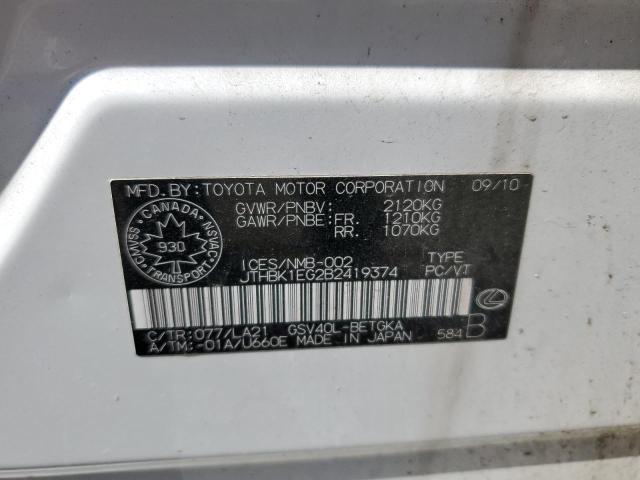 MFD. BY: TOYOTA MOTOR CORPORATION 09/10
GVWR/PNBV: 2120KG
GAWR/PNBE: FR. 1210KG
RR. 1070KG
CANADA
CMVSS NSVAC
930
TRANSPORT
ICES/NMB-002 TYPE
JTHBK1EG2B2419374 PC/VT
C/TR: 077/LA21 GSV40L-BETGKA
A/TM: -01A/U660E MADE IN JAPAN 584 B